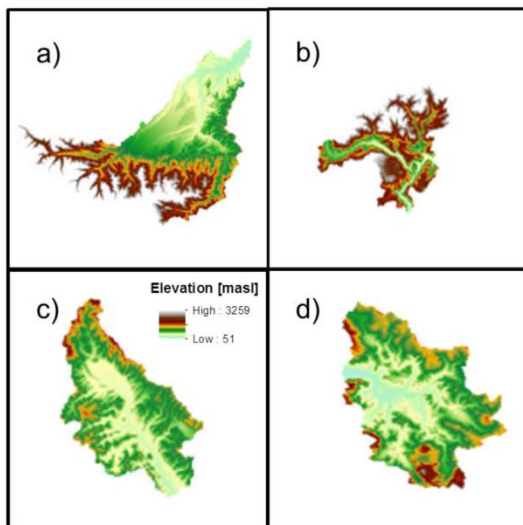 a)
b)
c)
Elevation [masl]
High : 3259
Low : 51
d)